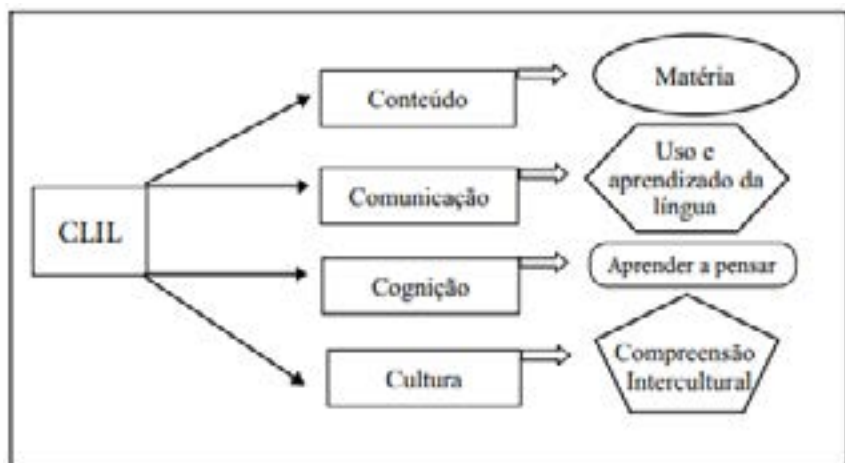 CLIL
Conteúdo
Matéria
Comunicação
Uso e
aprendizado da
língua
Cognição
Aprender a pensar
Cultura
Compreensão
Intercultural